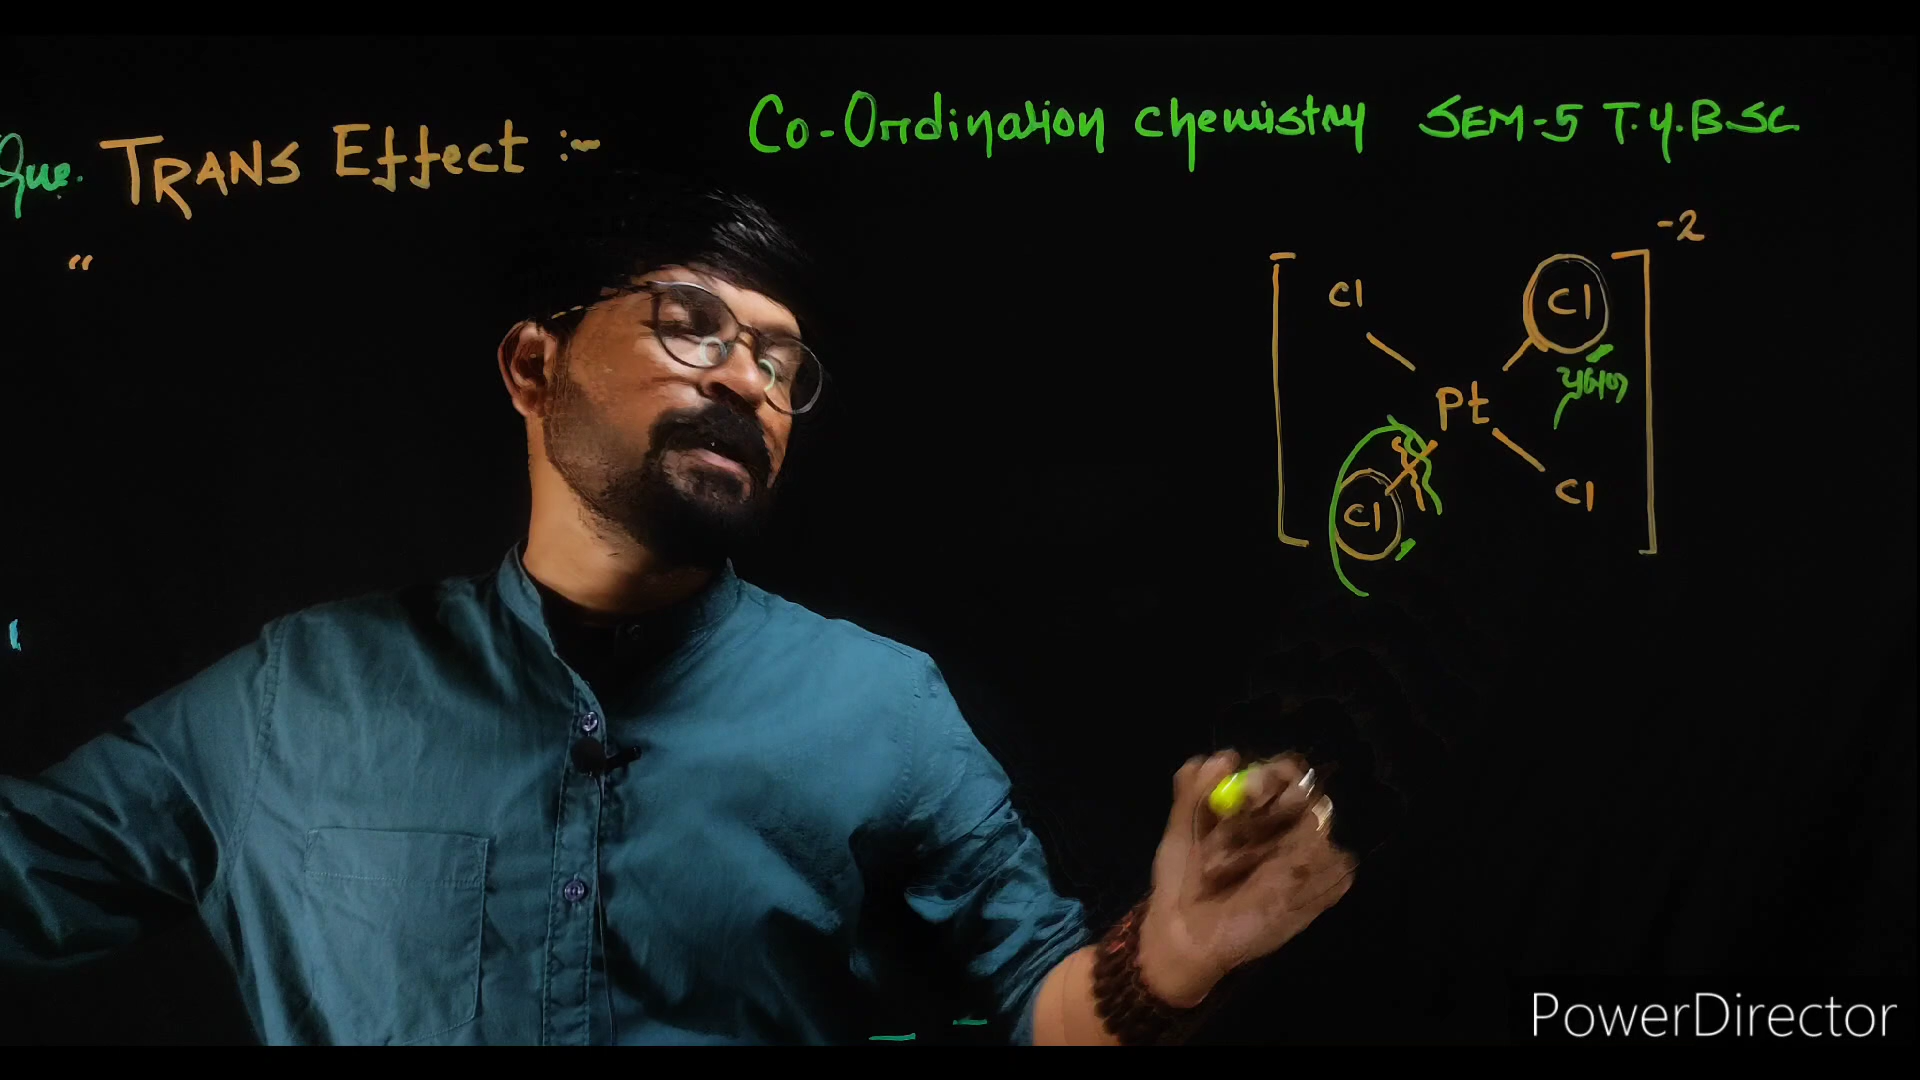 Que. TRANS Effect :-
Co-Ordination chemistry SEM-5 T.Y.B.Sc
“
-2
Cl Cl
Pt
Cl Cl
PowerDirector